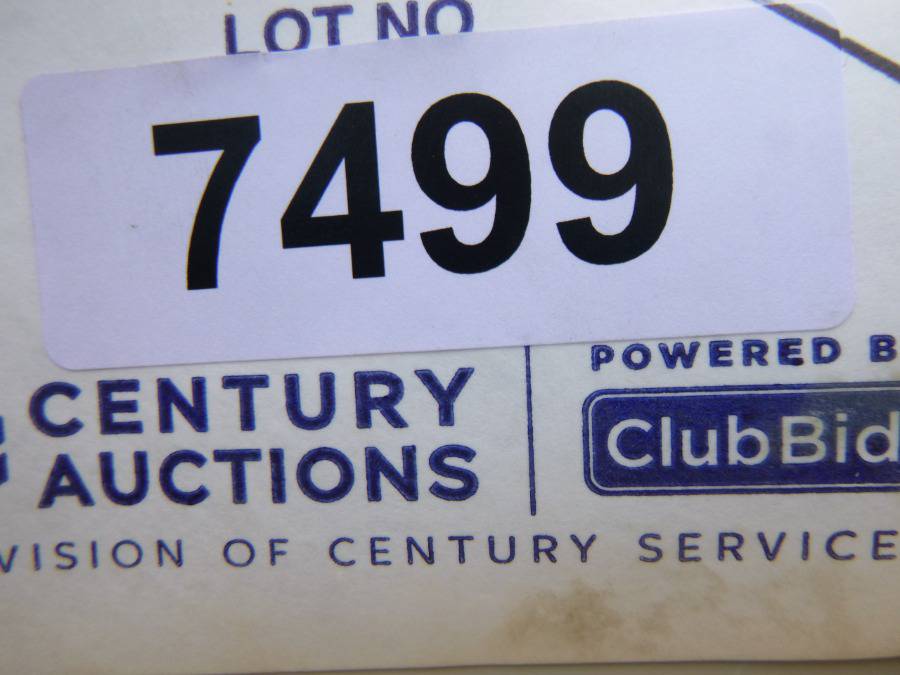 LOT NO
7499
CENTURY
AUCTIONS
POWERED B
ClubBid
VISION OF CENTURY SERVICE